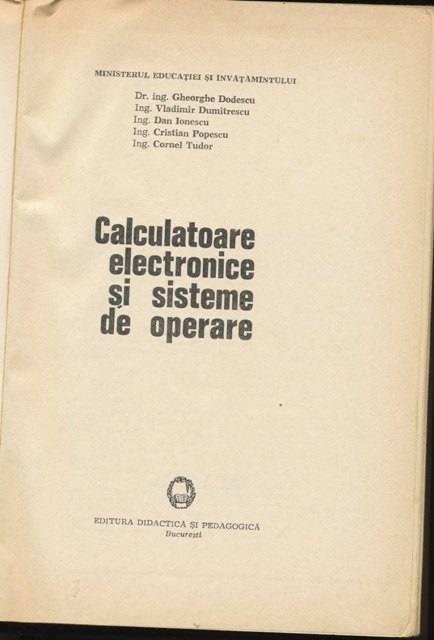 MINISTERUL EDUCAȚIEI ȘI INVĂȚĂMÎNTULUI
Dr. ing. Gheorghe Dodescu
Ing. Vladimir Dumitrescu
Ing. Dan Ionescu
Ing. Cristian Popescu
Ing. Cornel Tudor
Calculatoare
electronice
și sisteme
de operare
EDITURA DIDACTICĂ ȘI PEDAGOGICĂ
București